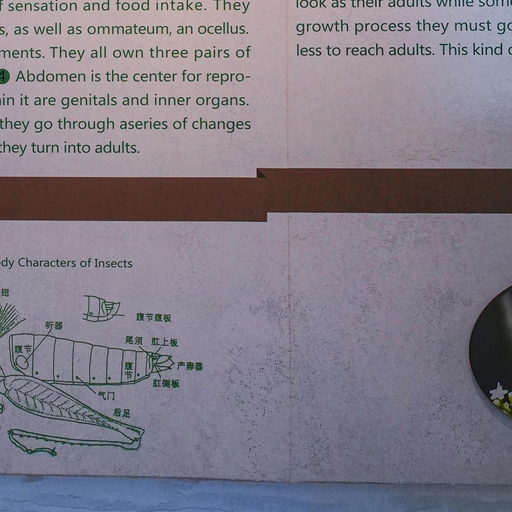 f sensation and food intake. They
s, as well as ommateum, an ocellus.
ments. They all own three pairs of
4 Abdomen is the center for repro-
in it are genitals and inner organs.
they go through aseries of changes
they turn into adults.
look as their adults while som
growth process they must go
less to reach adults. This kind
dy Characters of Insects
翅
腹节腹板
听器
尾须 肛上板
腹节
腹节
产卵器
肛侧板
气门
后足